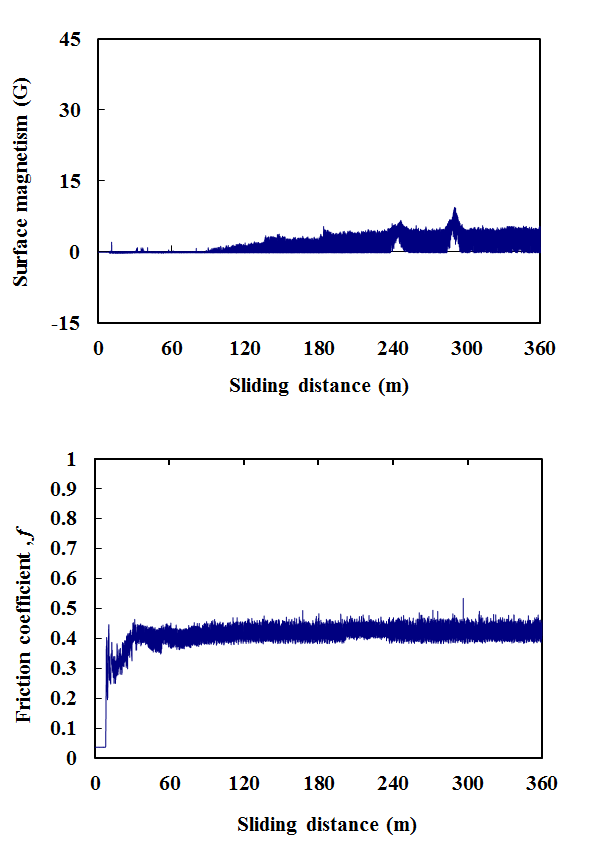 45
30
15
0
-15
Surface magnetism (G)
0 60 120 180 240 300 360
Sliding distance (m)
1
0.9
0.8
0.7
0.6
0.5
0.4
0.3
0.2
0.1
0
Friction coefficient , f
0 60 120 180 240 300 360
Sliding distance (m)